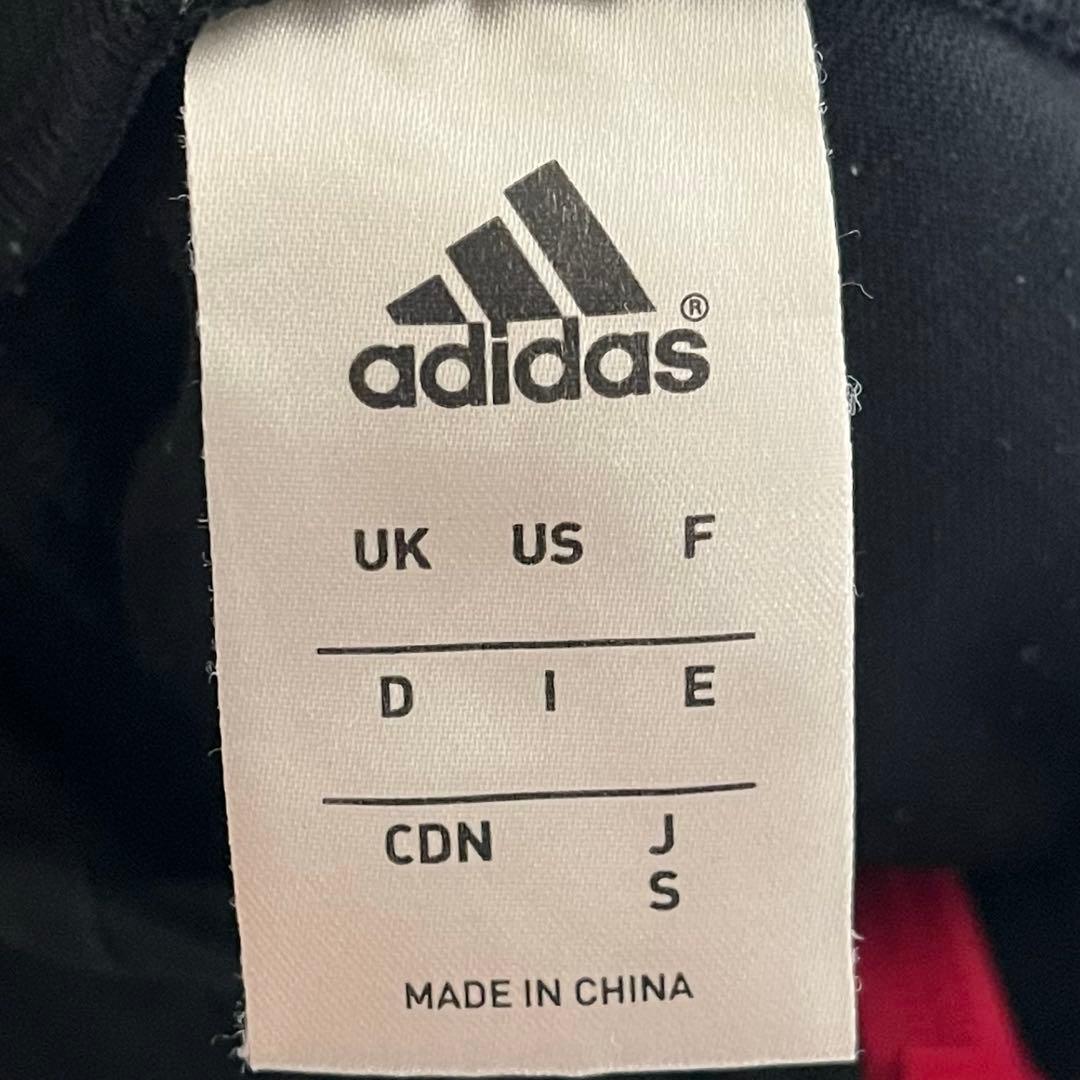 adidas®
UK US F
D I E
CDN J
S
MADE IN CHINA